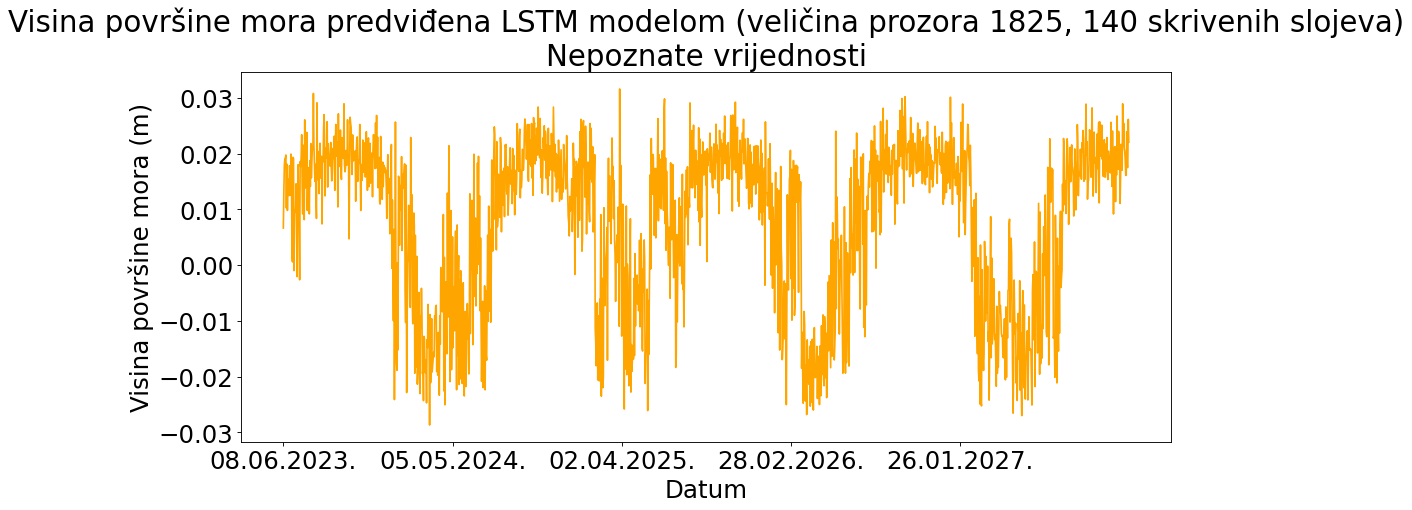 Visina površine mora predviđena LSTM modelom (veličina prozora 1825, 140 skrivenih slojeva)
Nepoznate vrijednosti
Visina površine mora (m)
0.03
0.02
0.01
0.00
−0.01
−0.02
−0.03
08.06.2023. 05.05.2024. 02.04.2025. 28.02.2026. 26.01.2027.
Datum